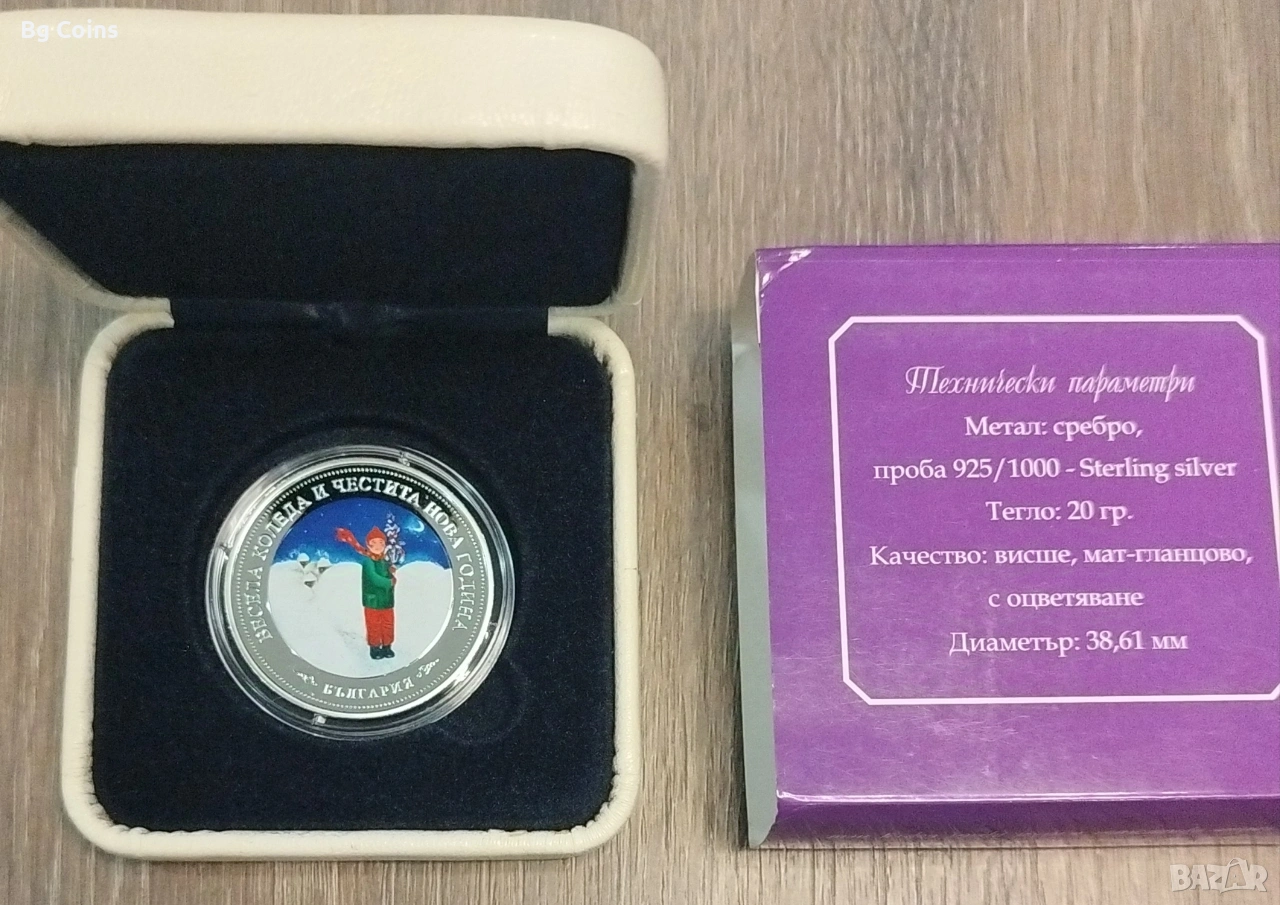 Bg·Coins
ВЕСЕЛА КОЛЕДА И ЧЕСТИТА НОВА ГОДИНА
БЪЛГАРИЯ
Технически параметри
Метал: сребро,
проба 925/1000 - Sterling silver
Тегло: 20 гр.
Качество: висше, мат-гланцово,
с оцветяване
Диаметър: 38,61 мм
BAZAR